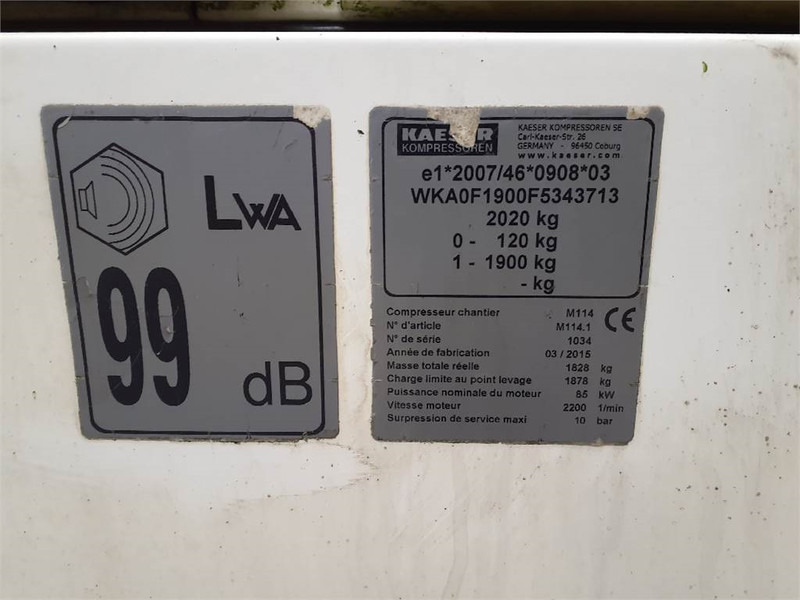 LWA
99
dB
KAESER
KOMPRESSOREN
KAESER KOMPRESSOREN SE
Carl-Kaeser-Str. 26
GERMANY - 96450 Coburg
www.kaeser.com
e1*2007/46*0908*03
WKA0F1900F5343713
2020 kg
0 - 120 kg
1 - 1900 kg
- kg
Compresseur chantier M114
N° d'article M114.1
N° de série 1034
Année de fabrication 03 / 2015
Masse totale réelle 1828 kg
Charge limite au point levage 1878 kg
Puissance nominale du moteur 85 kW
Vitesse moteur 2200 1/min
Surpression de service maxi 10 bar
CE